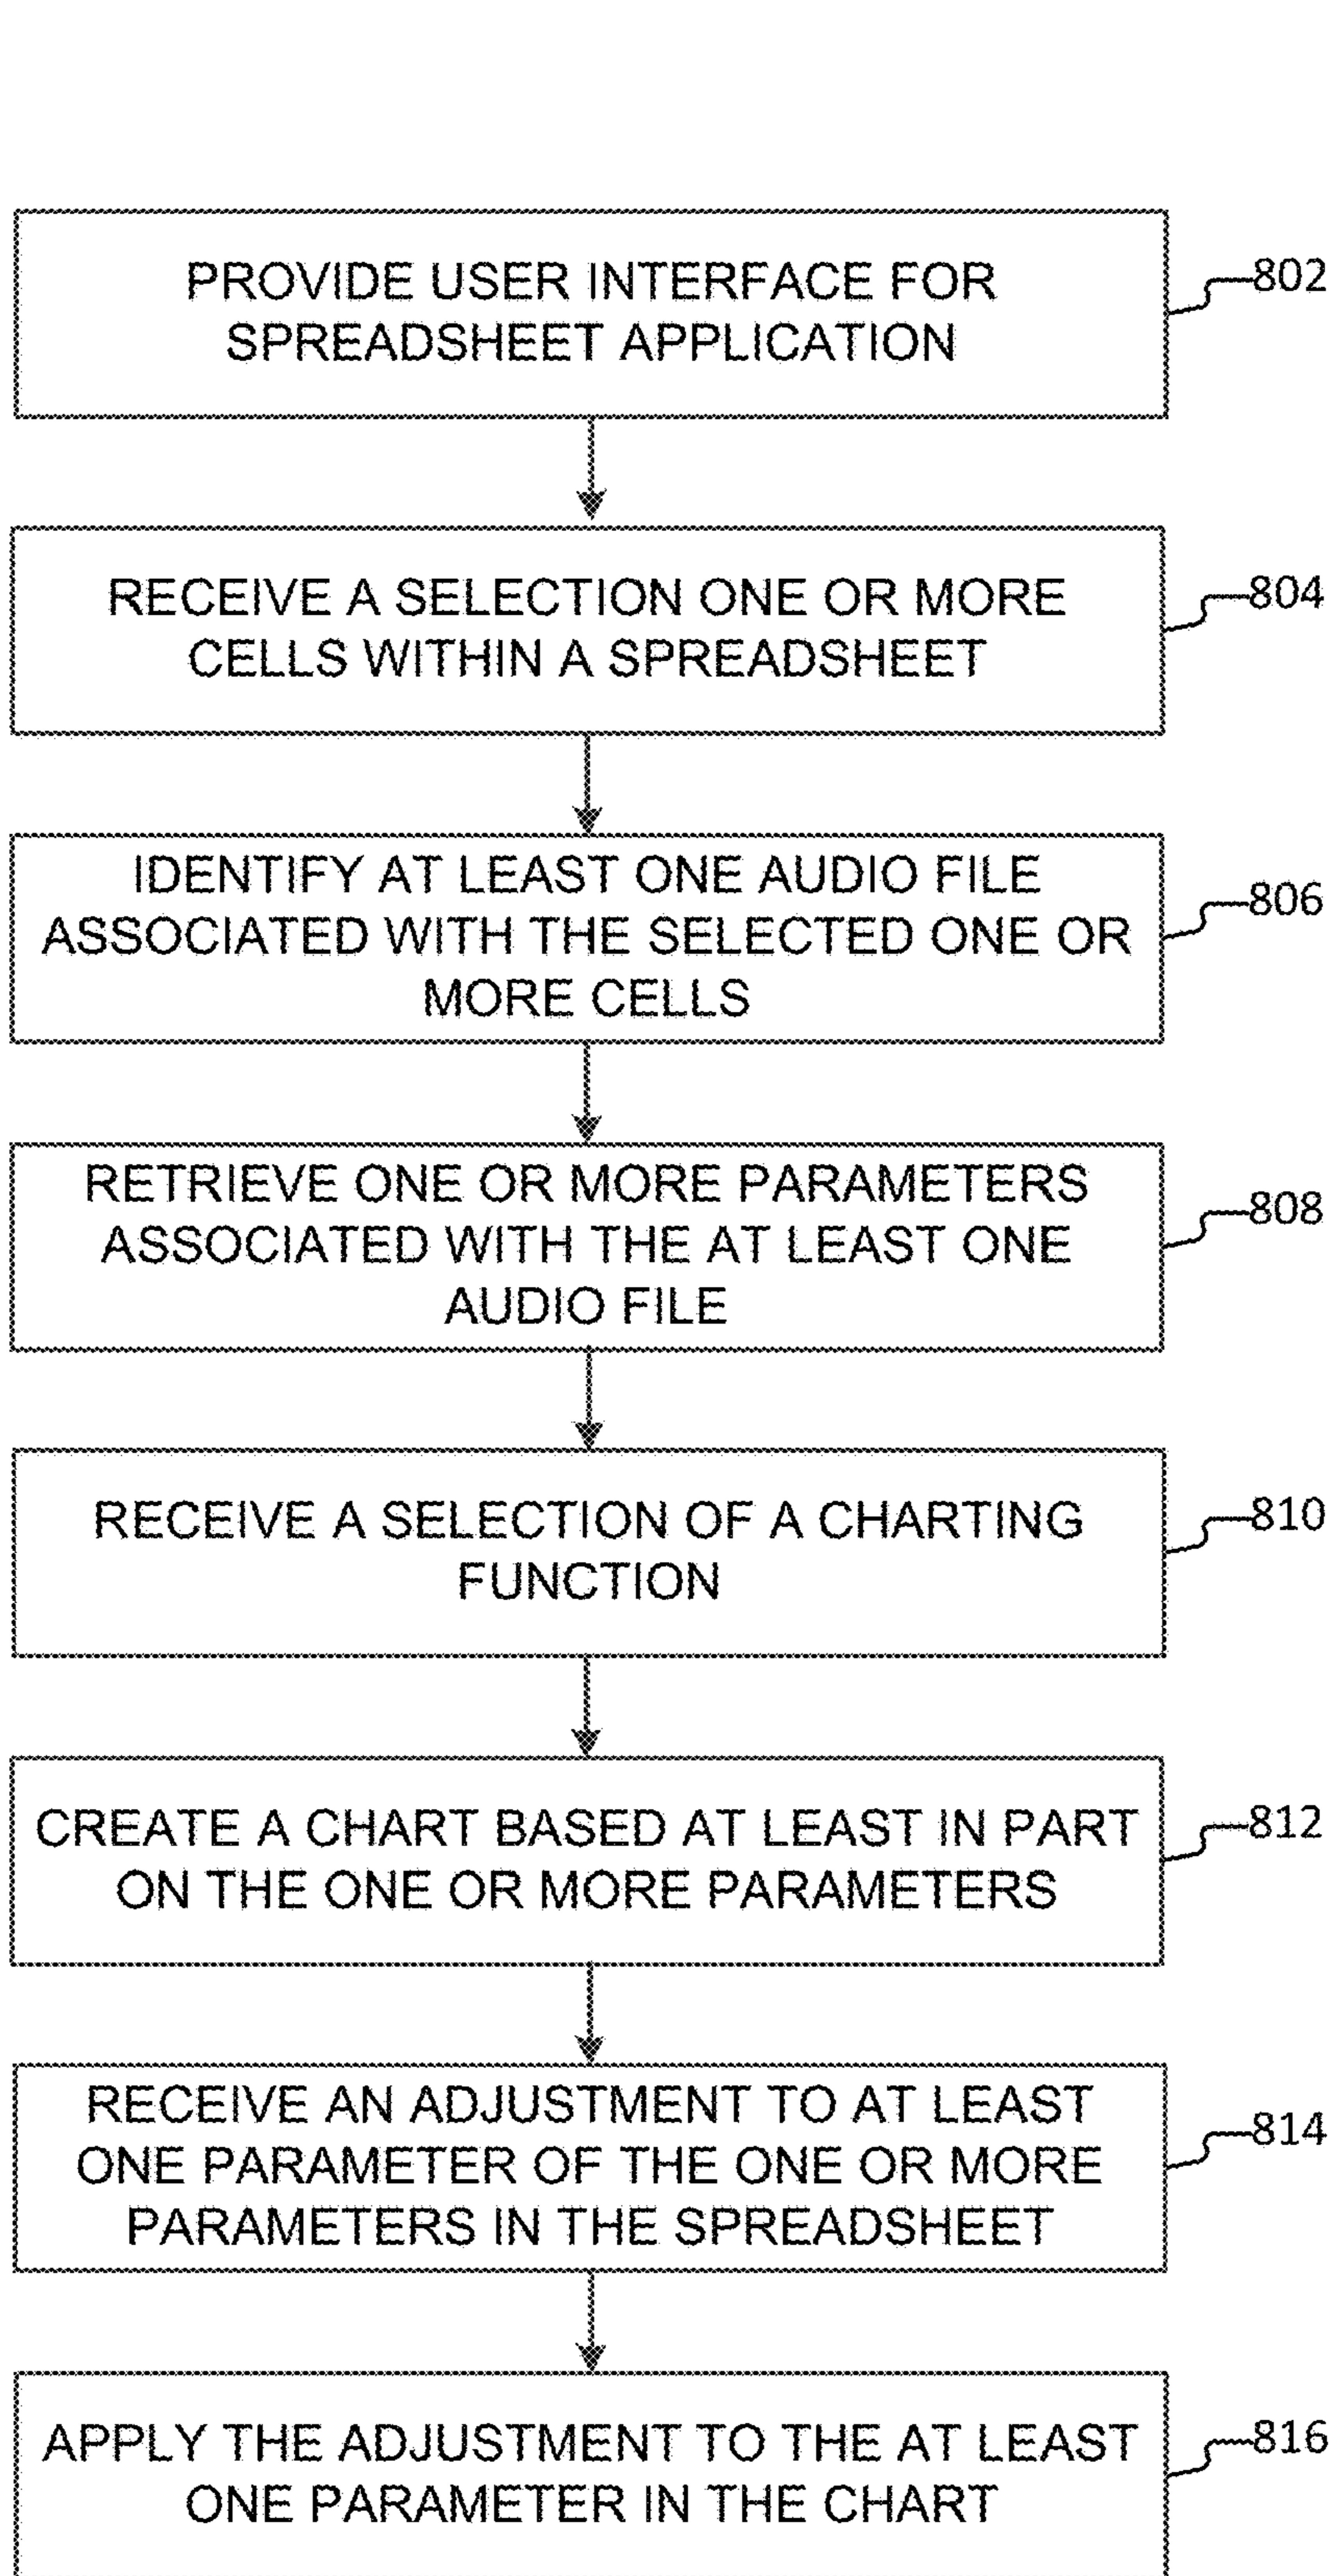 PROVIDE USER INTERFACE FOR
SPREADSHEET APPLICATION
802
RECEIVE A SELECTION ONE OR MORE
CELLS WITHIN A SPREADSHEET
804
IDENTIFY AT LEAST ONE AUDIO FILE
ASSOCIATED WITH THE SELECTED ONE OR
MORE CELLS
806
RETRIEVE ONE OR MORE PARAMETERS
ASSOCIATED WITH THE AT LEAST ONE
AUDIO FILE
808
RECEIVE A SELECTION OF A CHARTING
FUNCTION
810
CREATE A CHART BASED AT LEAST IN PART
ON THE ONE OR MORE PARAMETERS
812
RECEIVE AN ADJUSTMENT TO AT LEAST
ONE PARAMETER OF THE ONE OR MORE
PARAMETERS IN THE SPREADSHEET
814
APPLY THE ADJUSTMENT TO THE AT LEAST
ONE PARAMETER IN THE CHART
816